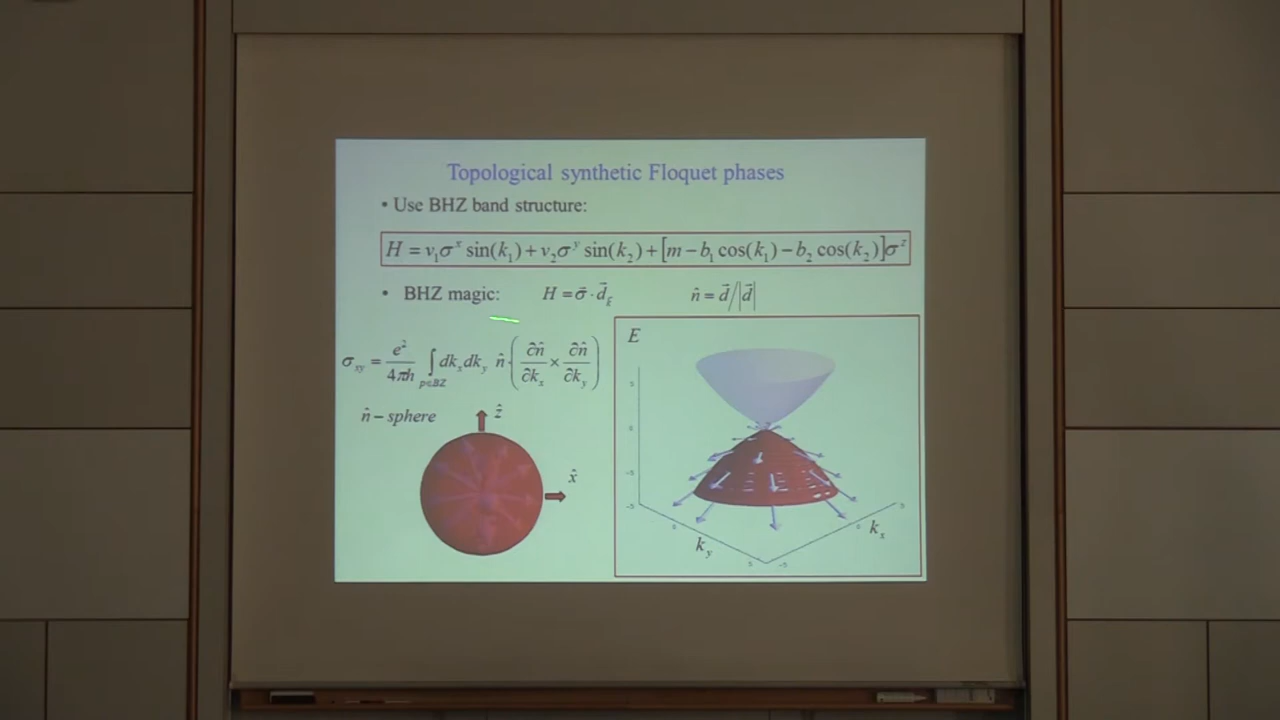 Topological synthetic Floquet phases
• Use BHZ band structure:
H = v₁σˣ sin(k₁) + v₂σʸ sin(k₂) + [m − b₁ cos(k₁) − b₂ cos(k₂)]σᶻ
• BHZ magic: H = σ⃗ · d⃗_k⃗ n̂ = d⃗/|d⃗|
σ_xy = e²/4πh ∫_p∈BZ dk_x dk_y n̂ · (∂n̂/∂k_x × ∂n̂/∂k_y)
E
n̂ – sphere
ẑ
x̂
k_y
k_x